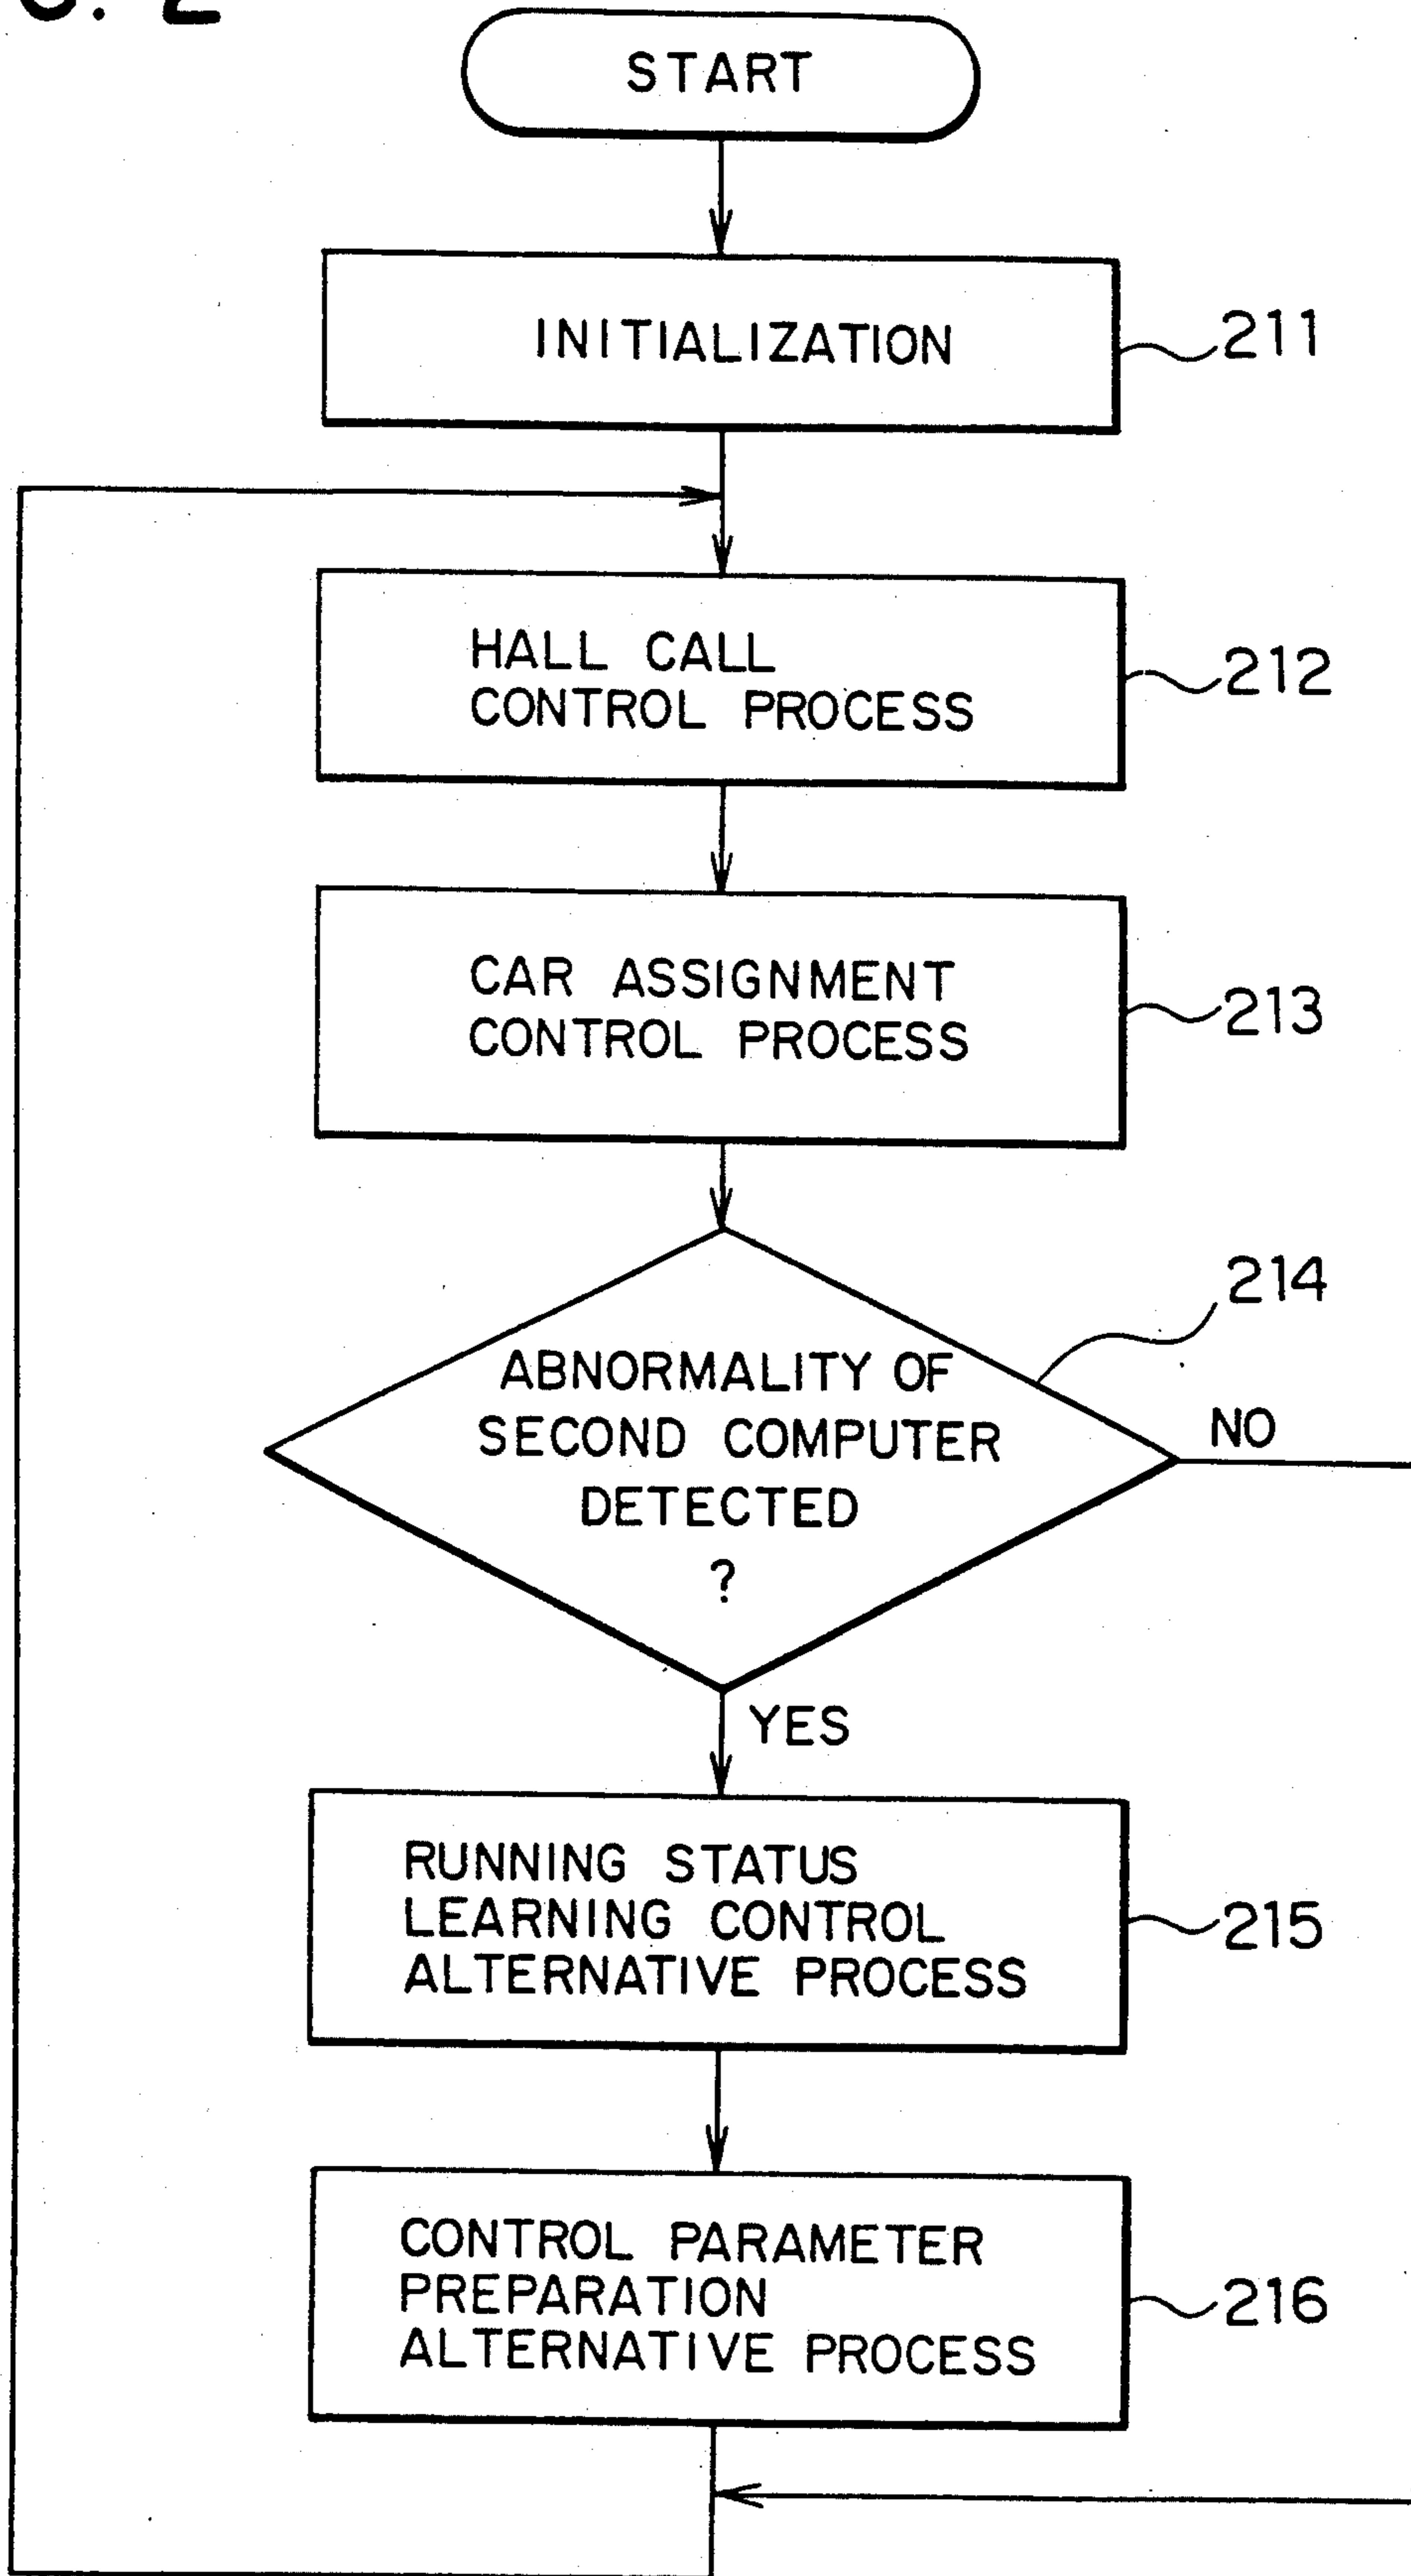 G. 2
START
INITIALIZATION
211
HALL CALL
CONTROL PROCESS
212
CAR ASSIGNMENT
CONTROL PROCESS
213
214
ABNORMALITY OF
SECOND COMPUTER
DETECTED
?
NO
YES
RUNNING STATUS
LEARNING CONTROL
ALTERNATIVE PROCESS
215
CONTROL PARAMETER
PREPARATION
ALTERNATIVE PROCESS
216